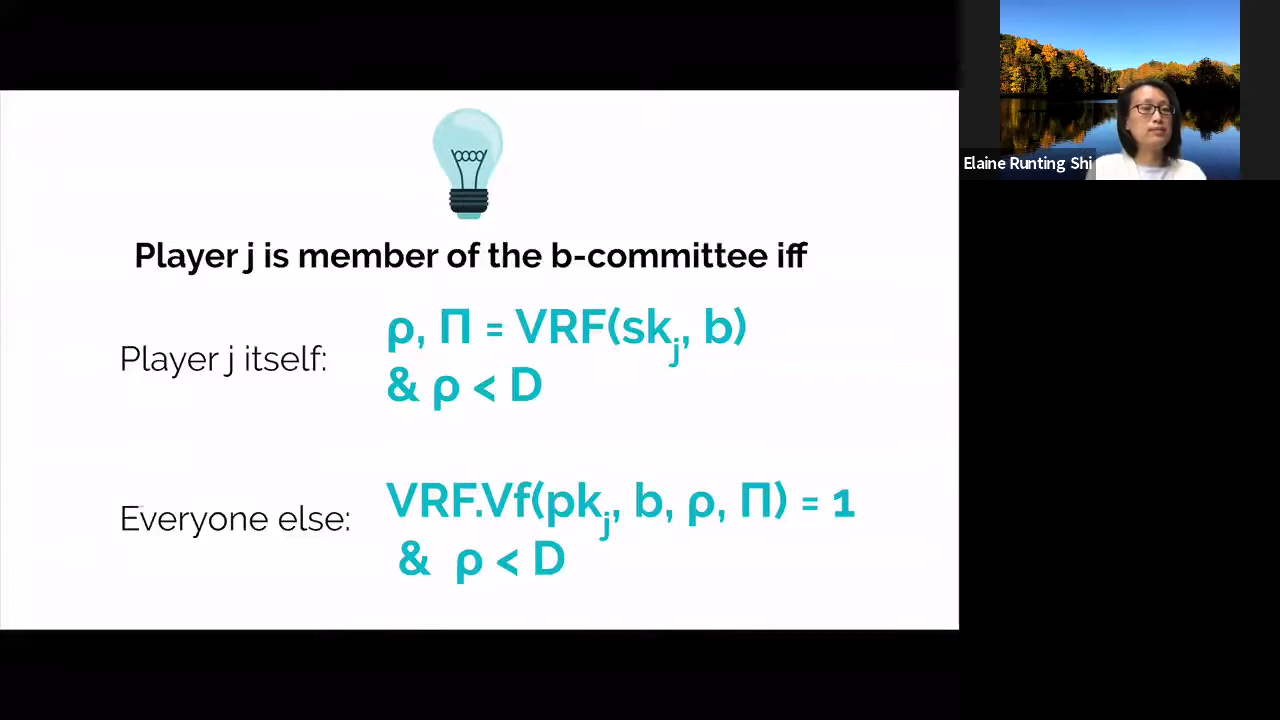 Player j is member of the b-committee iff
Player j itself:
ρ, Π = VRF(skj, b)
& ρ < D
Everyone else:
VRF.Vf(pkj, b, ρ, Π) = 1
& ρ < D
Elaine Runting Shi